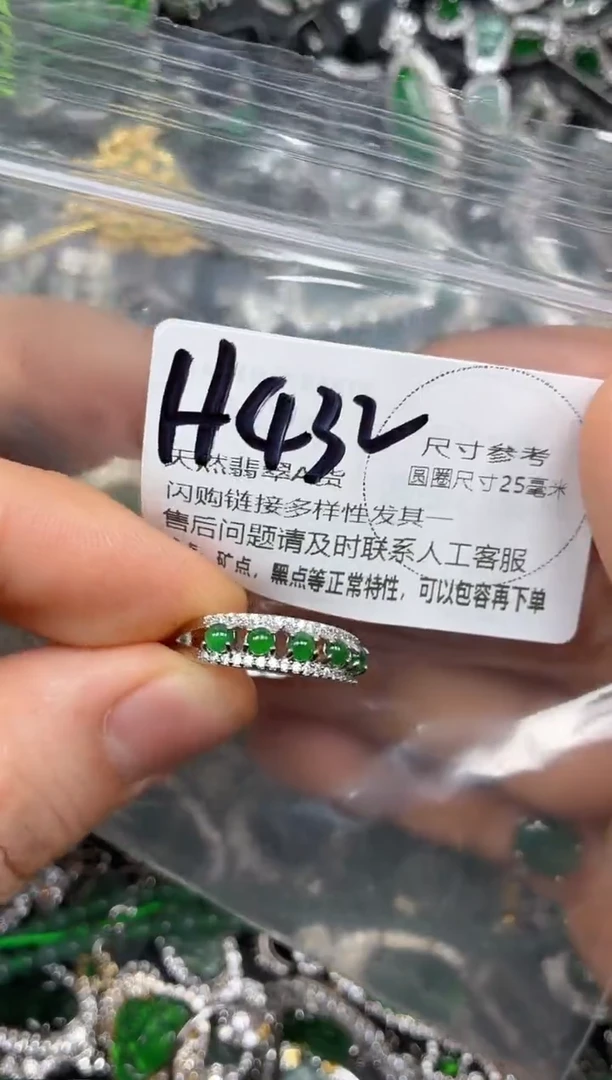 H432
天然翡翠A货
闪购链接多样性发其一
售后问题请及时联系人工客服
矿点，黑点等正常特性，可以包容再下单
尺寸参考
圆圈尺寸25毫米